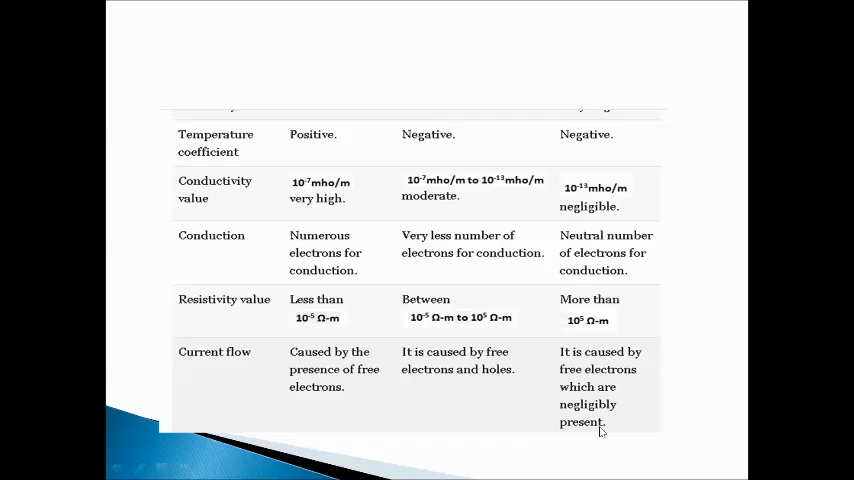 Temperature coefficient Positive. Negative. Negative.
Conductivity value 10-7mho/m very high. 10-7mho/m to 10-13mho/m moderate. 10-13mho/m negligible.
Conduction Numerous electrons for conduction. Very less number of electrons for conduction. Neutral number of electrons for conduction.
Resistivity value Less than 10-5 Ω-m Between 10-5 Ω-m to 105 Ω-m More than 105 Ω-m
Current flow Caused by the presence of free electrons. It is caused by free electrons and holes. It is caused by free electrons which are negligibly present.